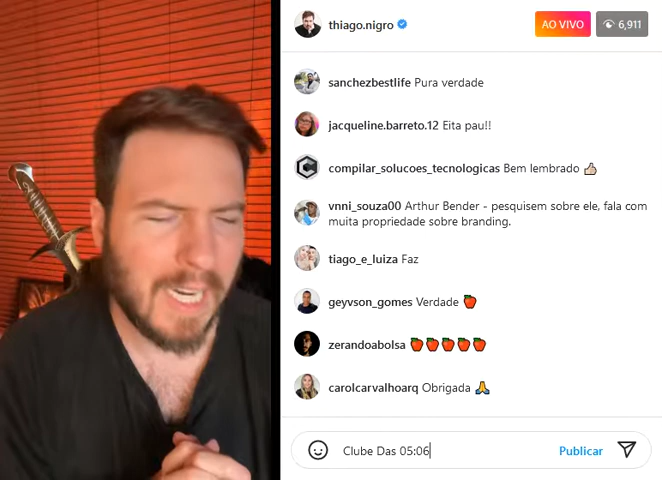 thiago.nigro
AO VIVO
6,911
sanchezbestlife Pura verdade
jacqueline.barreto.12 Eita pau!!
compilar_solucoes_tecnologicas Bem lembrado 👍🏻
vnni_souza00 Arthur Bender - pesquisem sobre ele, fala com
muita propriedade sobre branding.
tiago_e_luiza Faz
geyvson_gomes Verdade 🍎
zerandoabolsa 🍎🍎🍎🍎🍎
carolcarvalhoarq Obrigada 🙏
Clube Das 05:06
Publicar